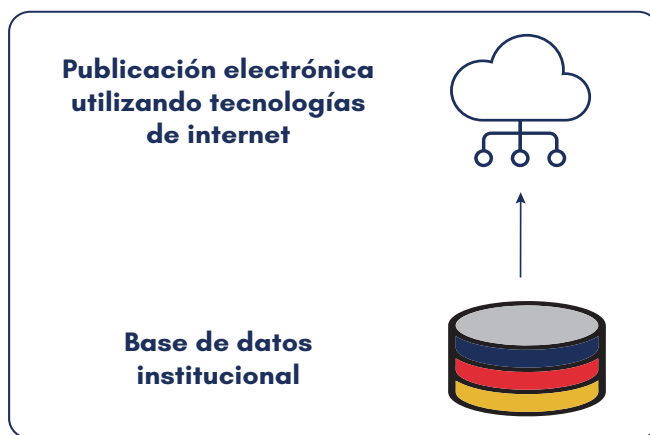 Publicación electrónica
utilizando tecnologías
de internet
Base de datos
institucional